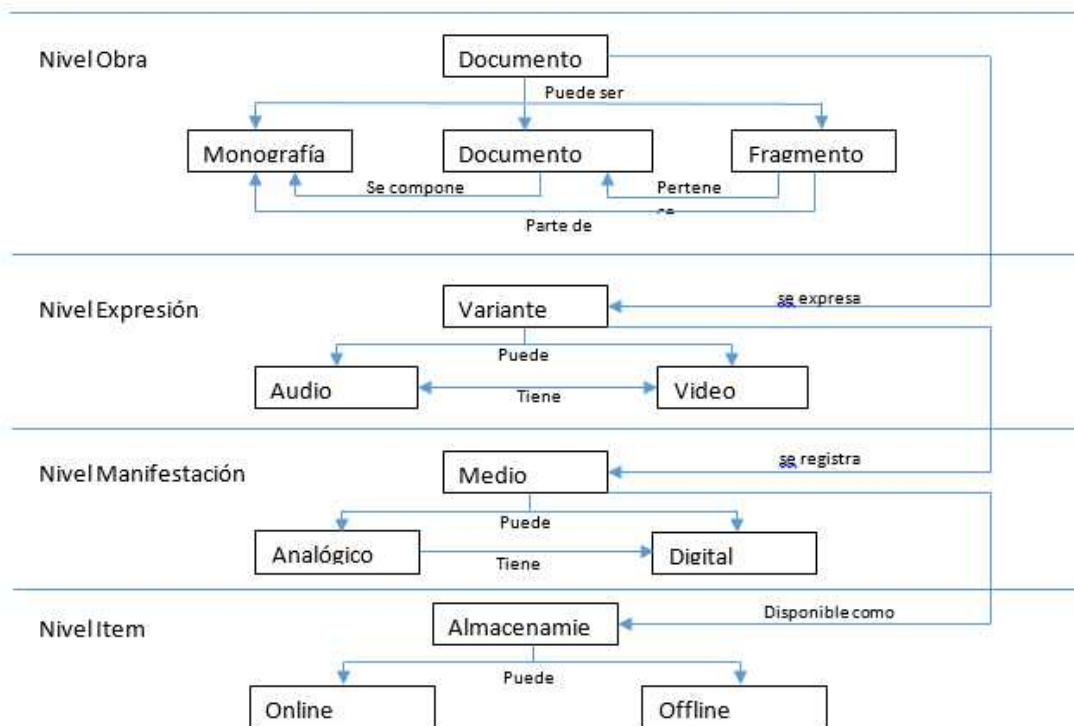 Nivel Obra
Documento
Puede ser
Monografía
Documento
Fragmento
Se compone
Pertene
Parte de
Nivel Expresión
Variante
se expresa
Puede
Audio
Tiene
Video
Nivel Manifestación
Medio
se registra
Puede
Analógico
Tiene
Digital
Nivel Item
Almacenamie
Disponible como
Puede
Online
Offline